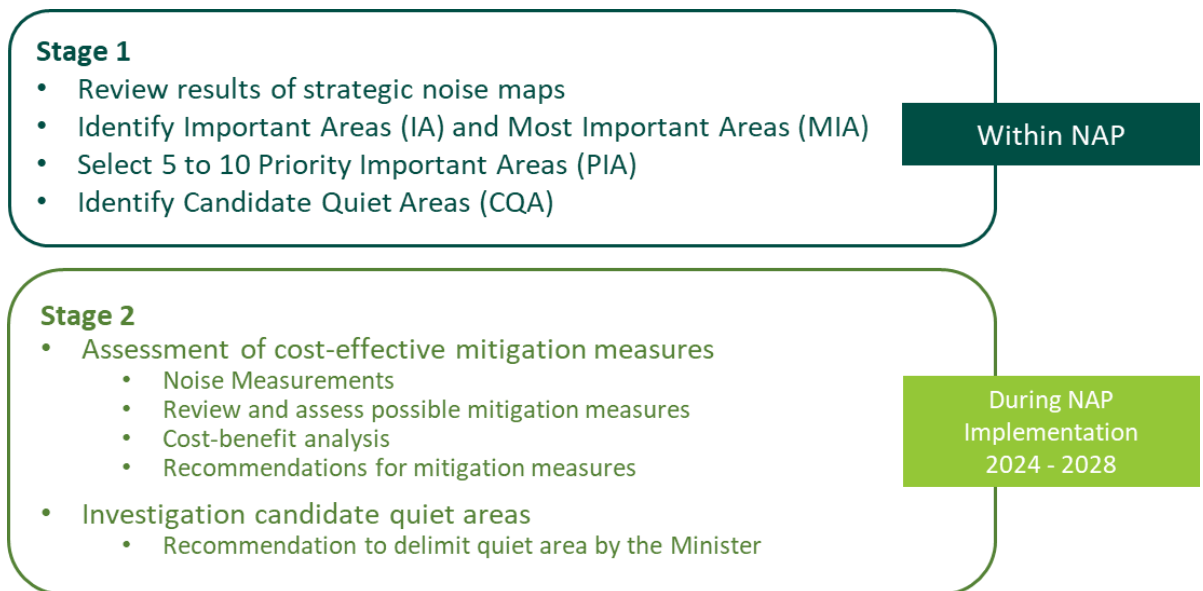 Stage 1
• Review results of strategic noise maps
• Identify Important Areas (IA) and Most Important Areas (MIA)
• Select 5 to 10 Priority Important Areas (PIA)
• Identify Candidate Quiet Areas (CQA)
Within NAP
Stage 2
• Assessment of cost-effective mitigation measures
• Noise Measurements
• Review and assess possible mitigation measures
• Cost-benefit analysis
• Recommendations for mitigation measures
• Investigation candidate quiet areas
• Recommendation to delimit quiet area by the Minister
During NAP
Implementation
2024 - 2028